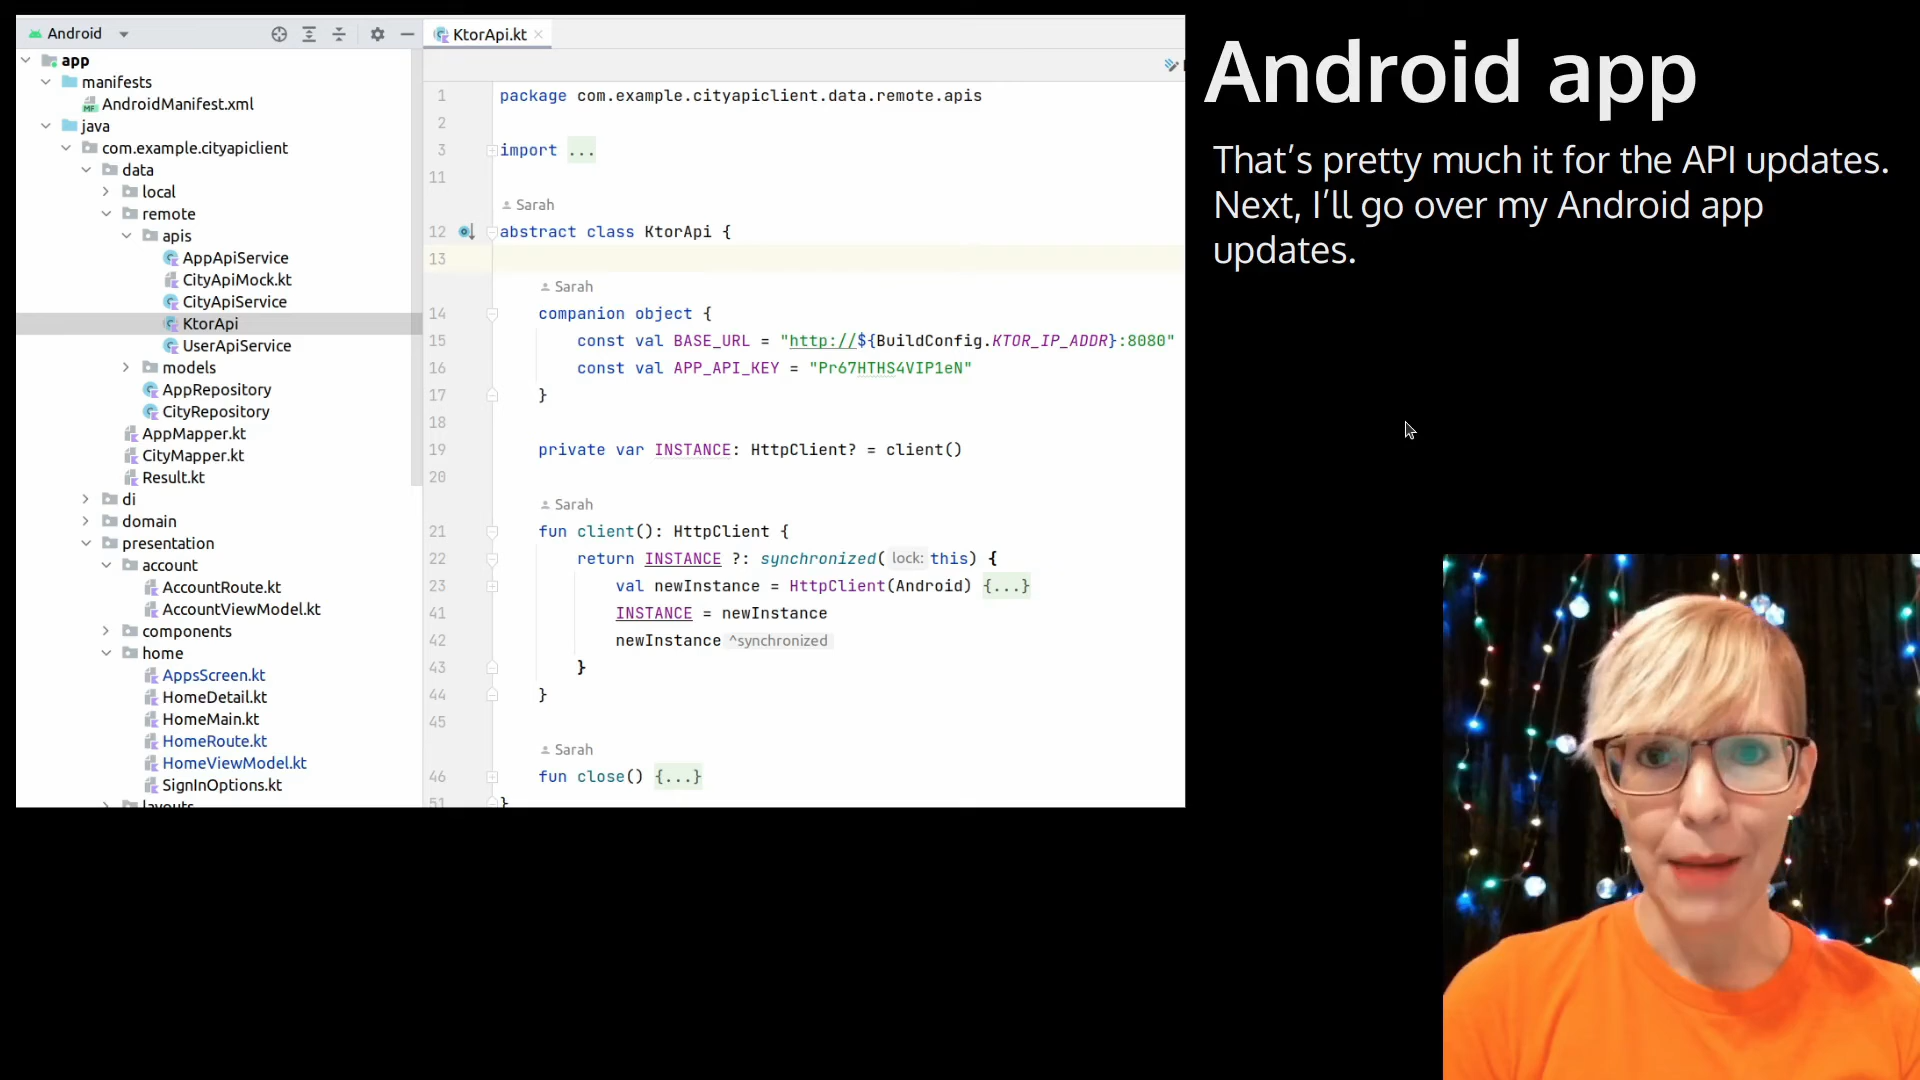 Android
app
manifests
AndroidManifest.xml
java
com.example.cityapiclient
data
local
remote
apis
AppApiService
CityApiMock.kt
CityApiService
KtorApi
UserApiService
models
AppRepository
CityRepository
AppMapper.kt
CityMapper.kt
Result.kt
di
domain
presentation
account
AccountRoute.kt
AccountViewModel.kt
components
home
AppsScreen.kt
HomeDetail.kt
HomeMain.kt
HomeRoute.kt
HomeViewModel.kt
SignInOptions.kt
layouts
KtorApi.kt
1 package com.example.cityapiclient.data.remote.apis
2
3 import ...
11
Sarah
12 abstract class KtorApi {
13
Sarah
14 companion object {
15 const val BASE_URL = "http://${BuildConfig.KTOR_IP_ADDR}:8080"
16 const val APP_API_KEY = "Pr67HTHS4VIP1eN"
17 }
18
19 private var INSTANCE: HttpClient? = client()
20
Sarah
21 fun client(): HttpClient {
22 return INSTANCE ?: synchronized( lock: this) {
23 val newInstance = HttpClient(Android) {...}
41 INSTANCE = newInstance
42 newInstance ^synchronized
43 }
44 }
45
Sarah
46 fun close() {...}
51 }
Android app
That’s pretty much it for the API updates.
Next, I’ll go over my Android app
updates.